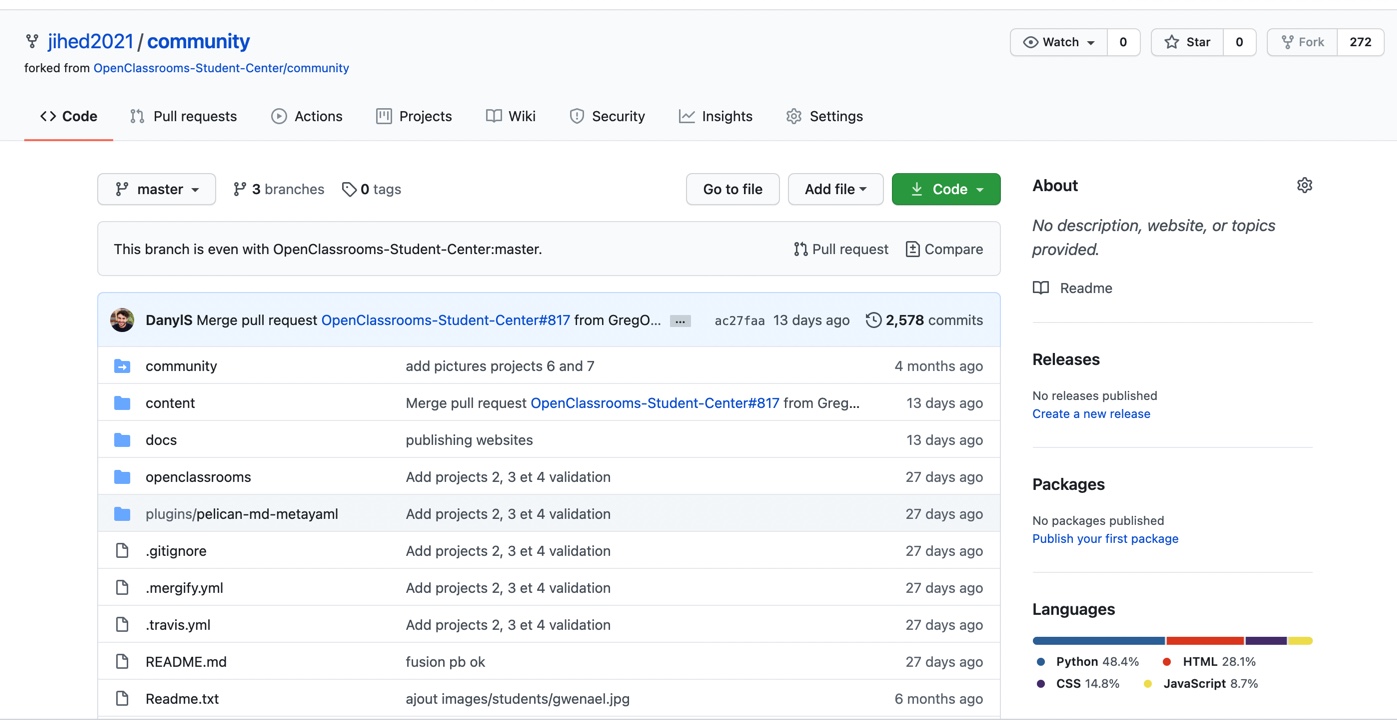 jihed2021 / community
Watch 0 Star 0 Fork 272
forked from OpenClassrooms-Student-Center/community
Code Pull requests Actions Projects Wiki Security Insights Settings
master 3 branches 0 tags Go to file Add file Code
This branch is even with OpenClassrooms-Student-Center:master. Pull request Compare
DanylS Merge pull request OpenClassrooms-Student-Center#817 from GregO... ... ac27faa 13 days ago 2,578 commits
community add pictures projects 6 and 7 4 months ago
content Merge pull request OpenClassrooms-Student-Center#817 from Greg... 13 days ago
docs publishing websites 13 days ago
openclassrooms Add projects 2, 3 et 4 validation 27 days ago
plugins/pelican-md-metayaml Add projects 2, 3 et 4 validation 27 days ago
.gitignore Add projects 2, 3 et 4 validation 27 days ago
.mergify.yml Add projects 2, 3 et 4 validation 27 days ago
.travis.yml Add projects 2, 3 et 4 validation 27 days ago
README.md fusion pb ok 27 days ago
Readme.txt ajout images/students/gwenael.jpg 6 months ago
About
No description, website, or topics
provided.
Readme
Releases
No releases published
Create a new release
Packages
No packages published
Publish your first package
Languages
Python 48.4% HTML 28.1%
CSS 14.8% JavaScript 8.7%